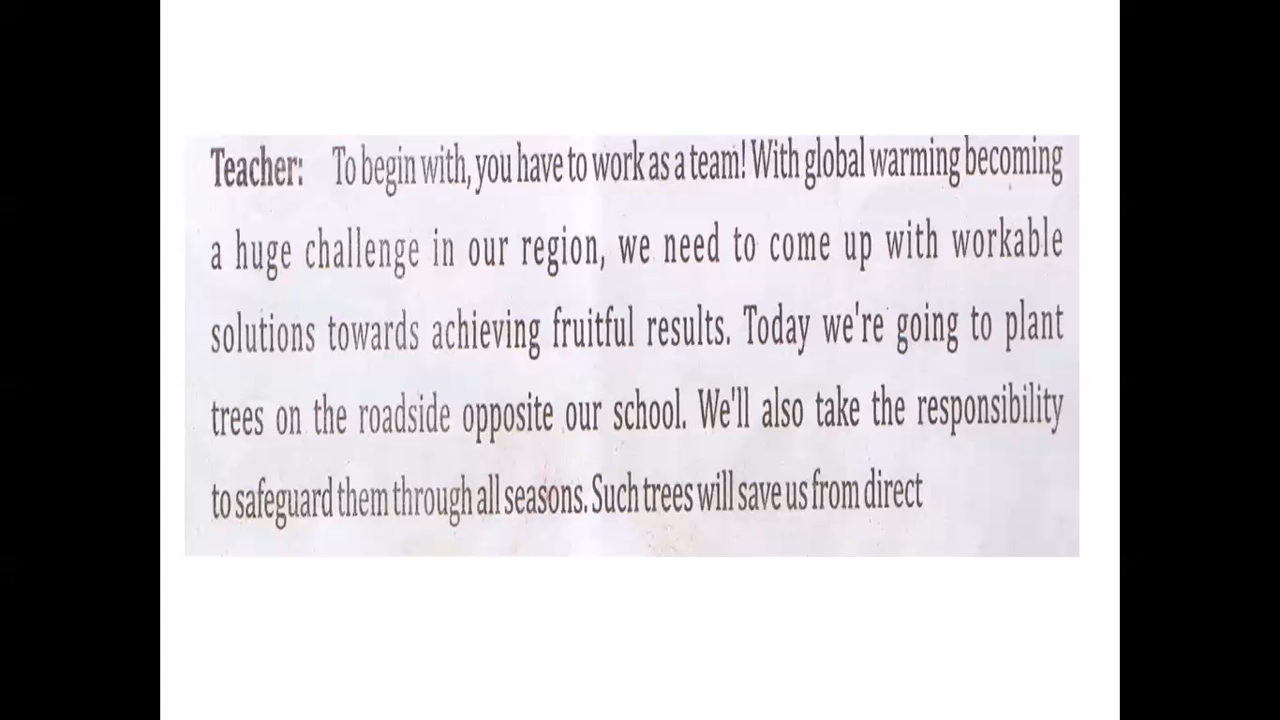 Teacher: To begin with, you have to work as a team! With global warming becoming
a huge challenge in our region, we need to come up with workable
solutions towards achieving fruitful results. Today we're going to plant
trees on the roadside opposite our school. We'll also take the responsibility
to safeguard them through all seasons. Such trees will save us from direct